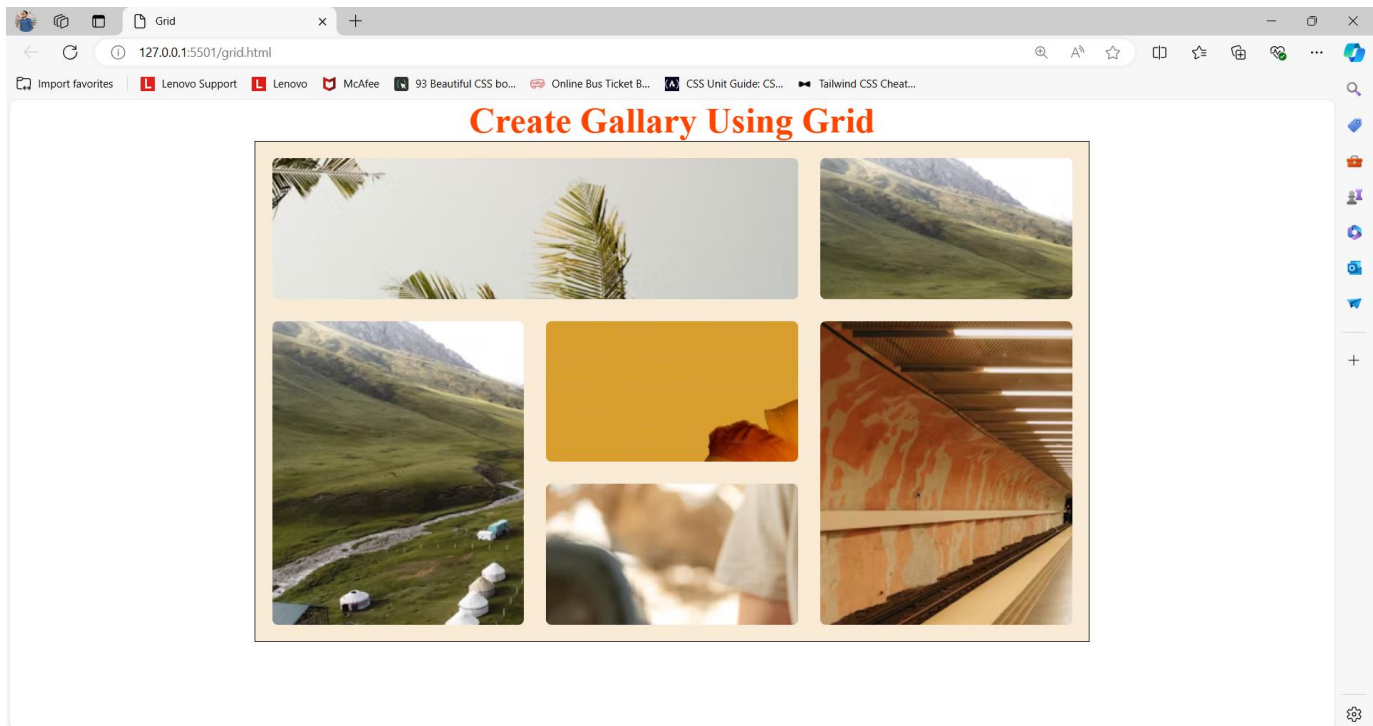 Grid
127.0.0.1:5501/grid.html
Import favorites
Lenovo Support
Lenovo
McAfee
93 Beautiful CSS bo...
Online Bus Ticket B...
CSS Unit Guide: CS...
Tailwind CSS Cheat...
Create Gallary Using Grid